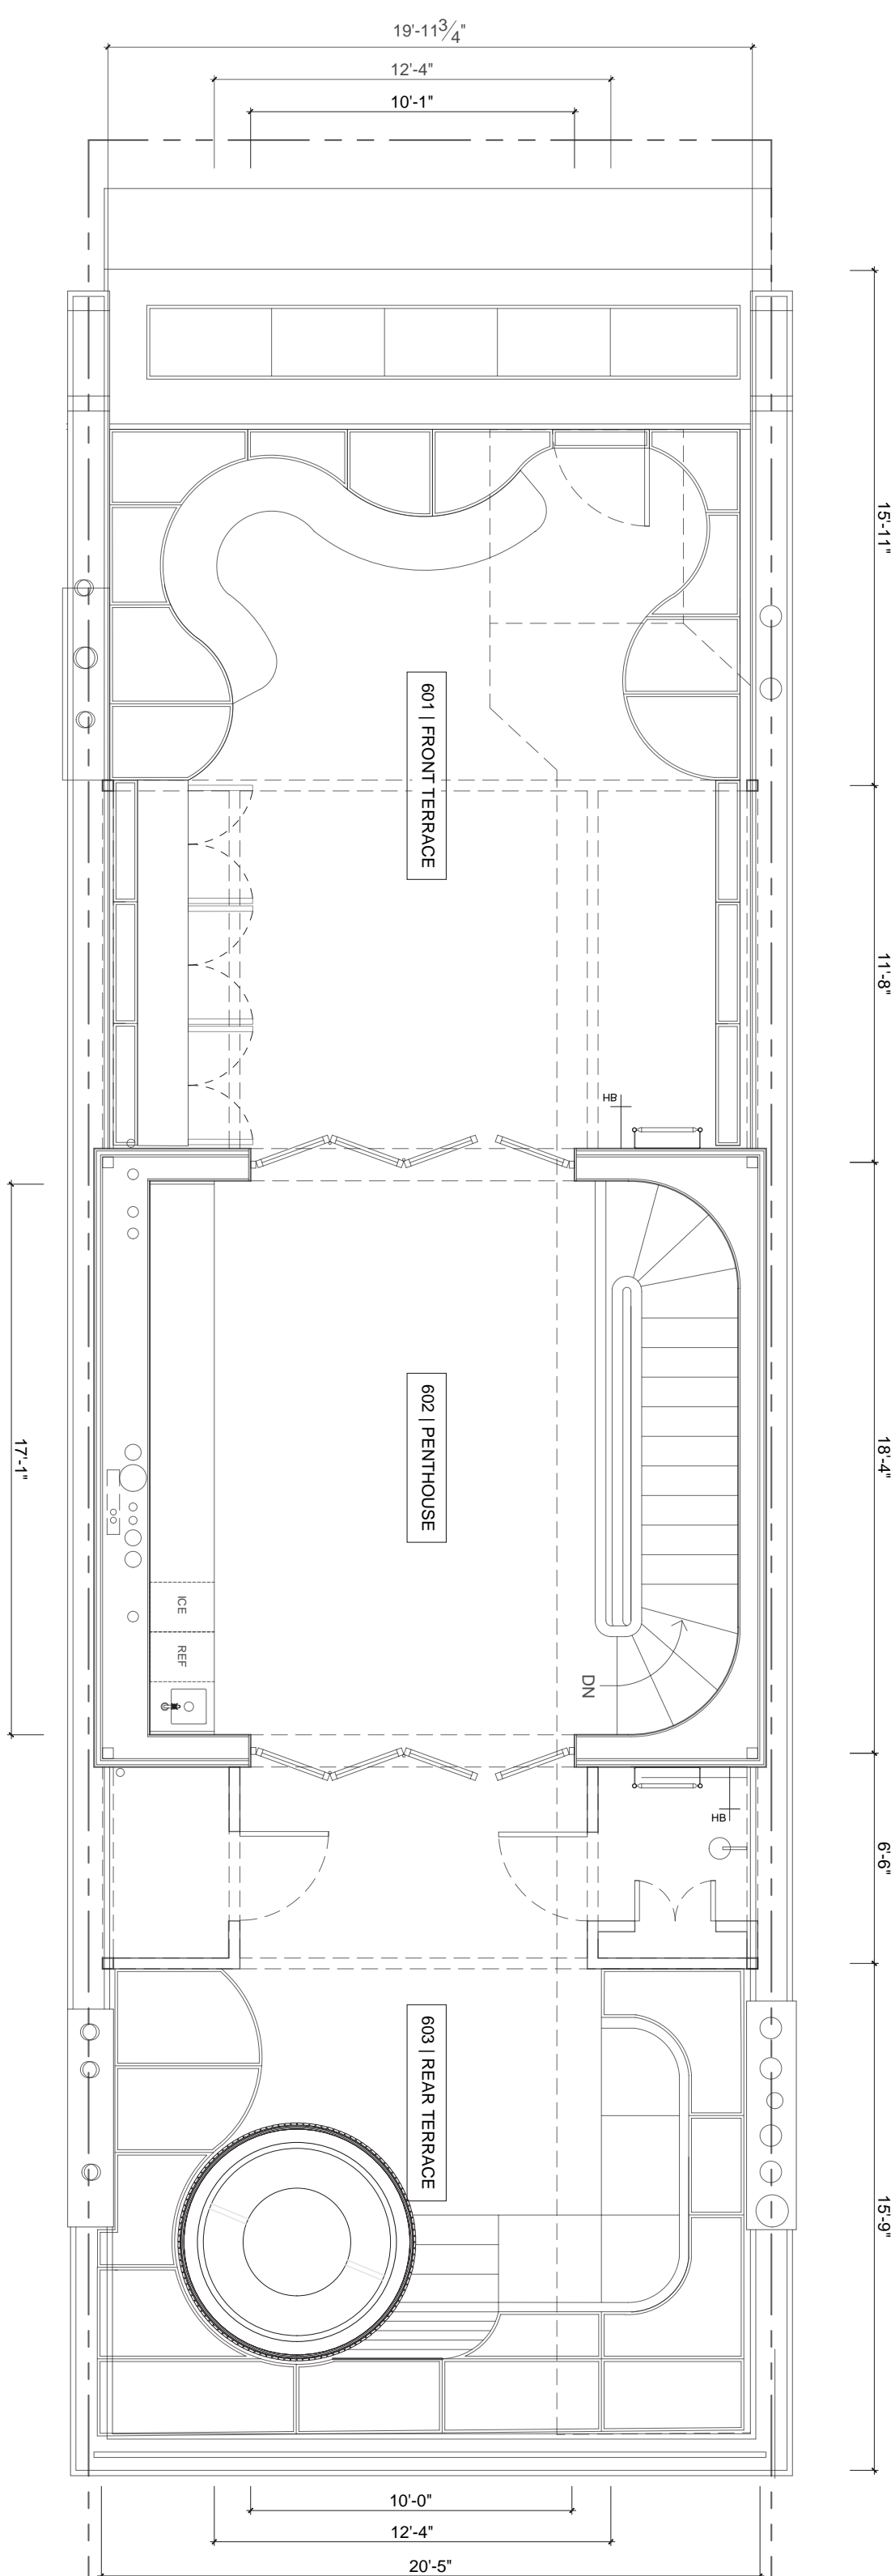 19'-11 3/4"
12'-4"
10'-1"
15'-11"
601 | FRONT TERRACE
11'-8"
HB
18'-4"
17'-1"
602 | PENTHOUSE
ICE
REF
DN
HB
6'-6"
603 | REAR TERRACE
15'-9"
10'-0"
12'-4"
20'-5"